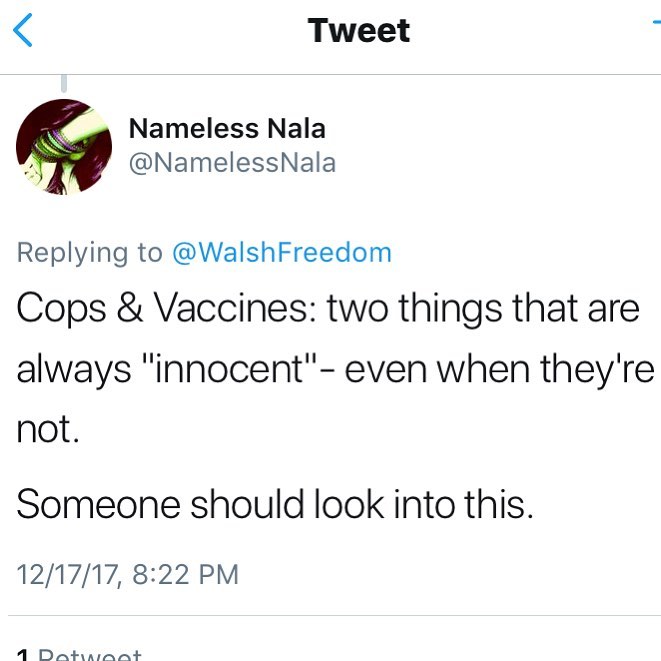 Tweet
Nameless Nala
@NamelessNala
Replying to @WalshFreedom
Cops & Vaccines: two things that are
always "innocent"- even when they're
not.
Someone should look into this.
12/17/17, 8:22 PM
1 Retweet